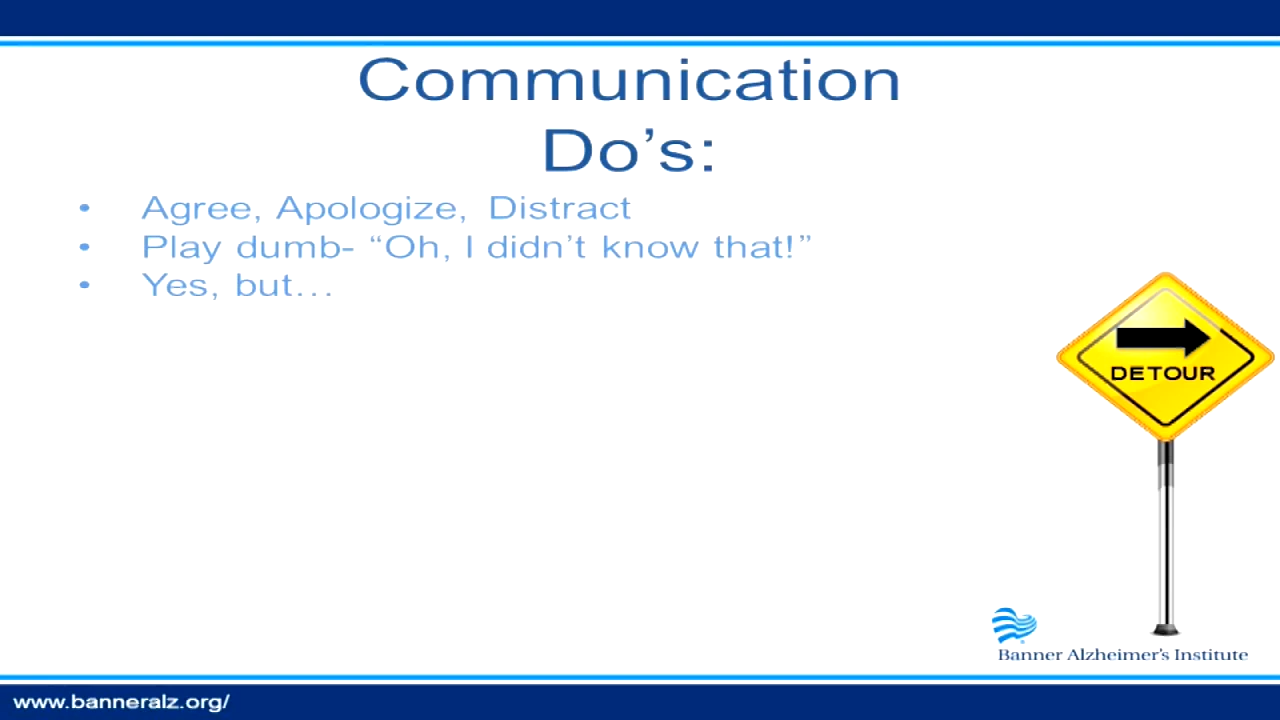 Communication
Do’s:
• Agree, Apologize, Distract
• Play dumb- “Oh, I didn’t know that!”
• Yes, but…
DETOUR
Banner Alzheimer’s Institute
www.banneralz.org/